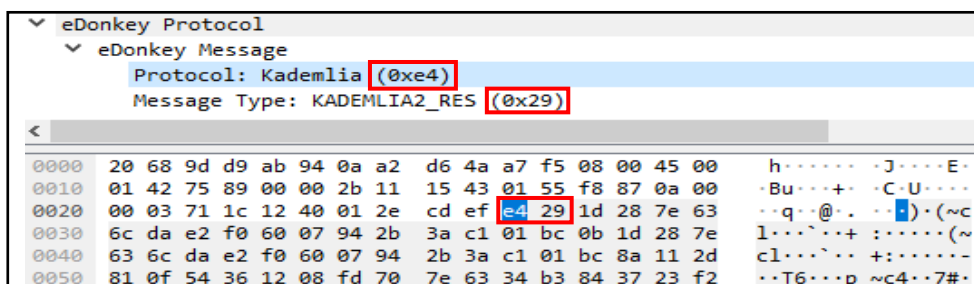 eDonkey Protocol
eDonkey Message
Protocol: Kademlia (0xe4)
Message Type: KADEMLIA2_RES (0x29)
<
0000 20 68 9d d9 ab 94 0a a2 d6 4a a7 f5 08 00 45 00 h······ ·J····E·
0010 01 42 75 89 00 00 2b 11 15 43 01 55 f8 87 0a 00 ·Bu···+· ·C·U····
0020 00 03 71 1c 12 40 01 2e cd ef e4 29 1d 28 7e 63 ··q··@·. ···)·(~c
0030 6c da e2 f0 60 07 94 2b 3a c1 01 bc 0b 1d 28 7e l···`··+ :·····(~
0040 63 6c da e2 f0 60 07 94 2b 3a c1 01 bc 8a 11 2d cl···`·· +:·····-
0050 81 0f 54 36 12 08 fd 70 7e 63 34 b3 84 37 23 f2 ··T6···p ~c4··7#·